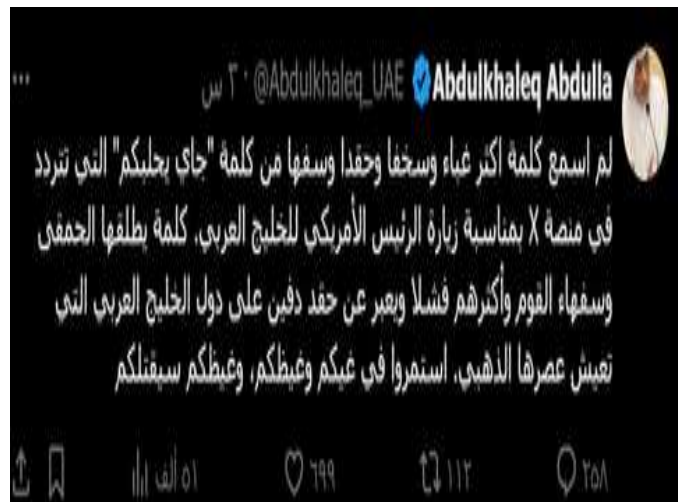 Abdulkhaleq Abdulla @Abdulkhaleq_UAE · ٣ س
لم اسمع كلمة اكثر غباء وسخفا وحقدا وسفها من كلمة "جاي يحلبكم" التي تتردد
في منصة X بمناسبة زيارة الرئيس الأمريكي للخليج العربي. كلمة يطلقها الحمقى
وسفهاء القوم وأكثرهم فشلا ويعبر عن حقد دفين على دول الخليج العربي التي
تعيش عصرها الذهبي. استمروا في غيكم وغيظكم، وغيظكم سيقتلكم
٢٥٨ ١١٢ ٦٩٩ ٥١ ألف